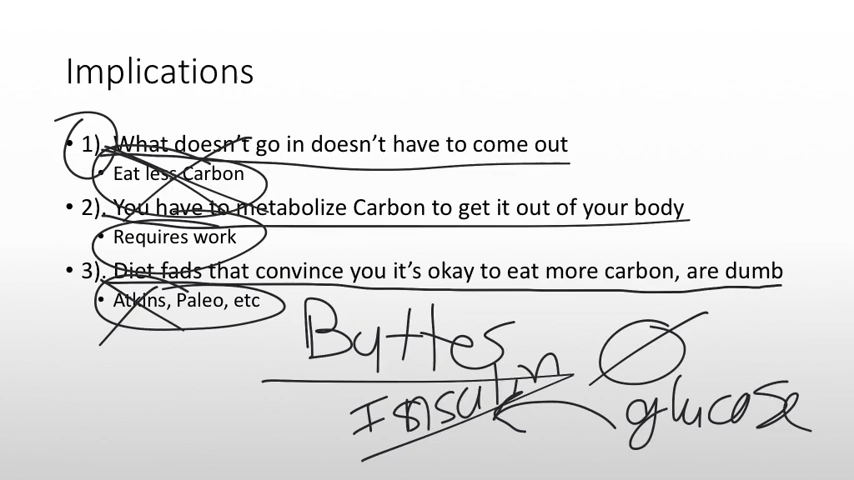 Implications
• 1). What doesn't go in doesn't have to come out
• Eat less Carbon
• 2). You have to metabolize Carbon to get it out of your body
• Requires work
• 3). Diet fads that convince you it's okay to eat more carbon, are dumb
• Atkins, Paleo, etc
Insulin glucose